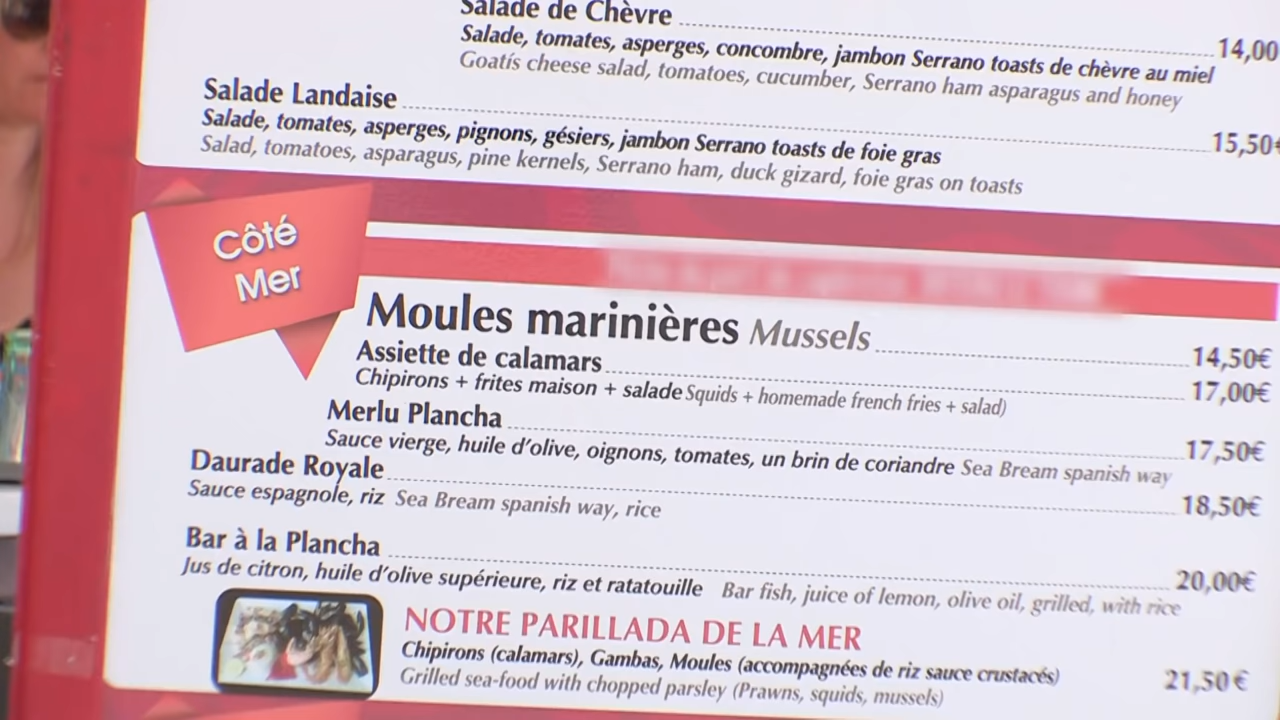 Salade de Chèvre 14,00
Salade, tomates, asperges, concombre, jambon Serrano toasts de chèvre au miel
Goatís cheese salad, tomatoes, cucumber, Serrano ham asparagus and honey
Salade Landaise 15,50€
Salade, tomates, asperges, pignons, gésiers, jambon Serrano toasts de foie gras
Salad, tomatoes, asparagus, pine kernels, Serrano ham, duck gizard, foie gras on toasts
Côté
Mer
Moules marinières Mussels 14,50€
Assiette de calamars 17,00€
Chipirons + frites maison + salade Squids + homemade french fries + salad)
Merlu Plancha 17,50€
Sauce vierge, huile d'olive, oignons, tomates, un brin de coriandre Sea Bream spanish way
Daurade Royale 18,50€
Sauce espagnole, riz Sea Bream spanish way, rice
Bar à la Plancha 20,00€
Jus de citron, huile d'olive supérieure, riz et ratatouille Bar fish, juice of lemon, olive oil, grilled, with rice
NOTRE PARILLADA DE LA MER
Chipirons (calamars), Gambas, Moules (accompagnées de riz sauce crustacés) 21,50€
Grilled sea-food with chopped parsley (Prawns, squids, mussels)